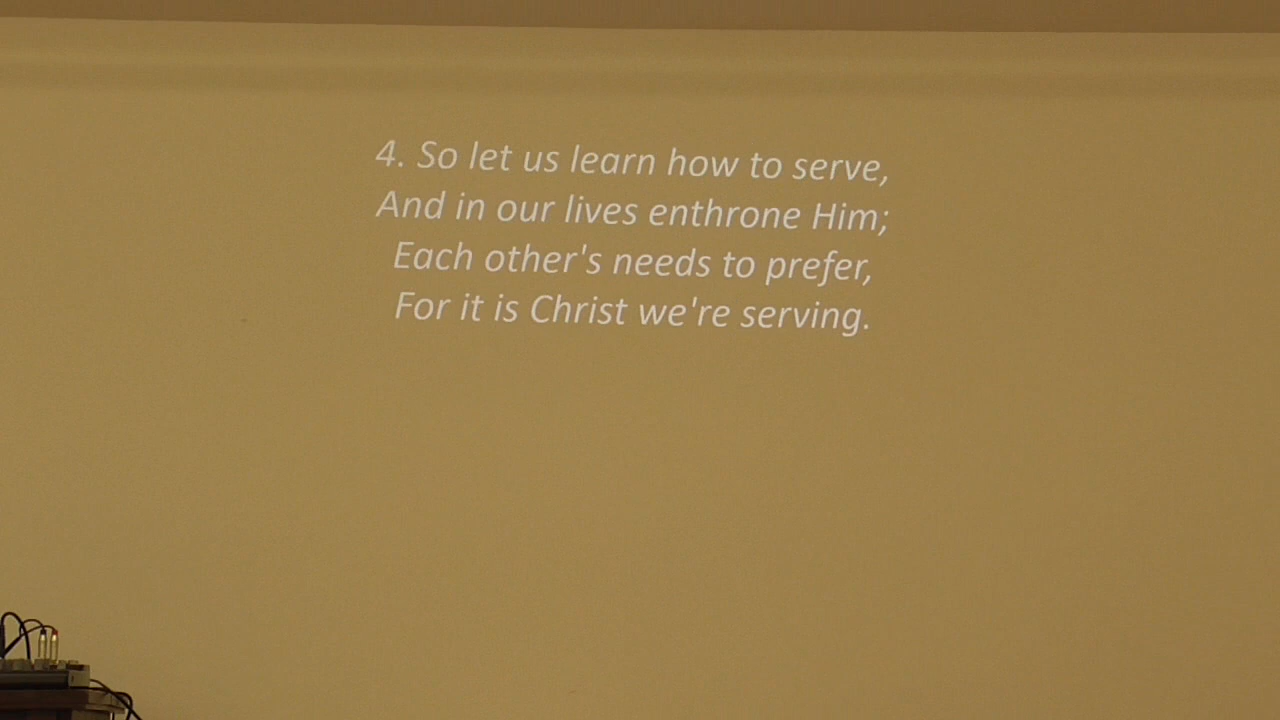 4. So let us learn how to serve,
And in our lives enthrone Him;
Each other's needs to prefer,
For it is Christ we're serving.